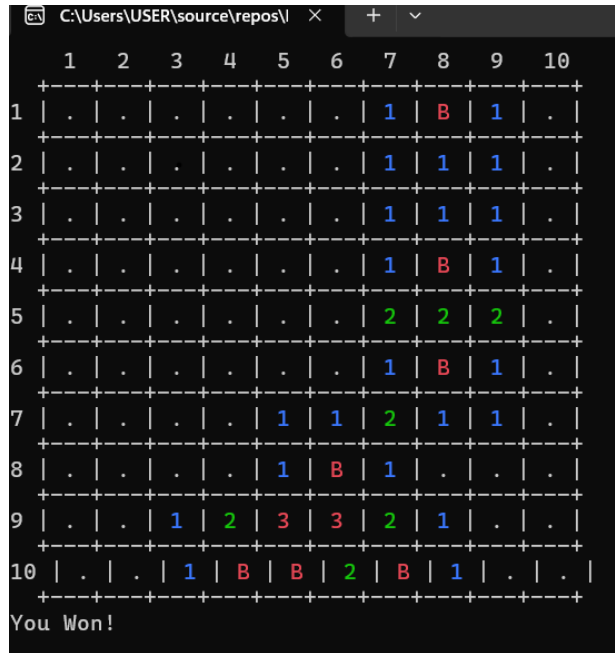 C:\Users\USER\source\repos\I × + ⌄
1 2 3 4 5 6 7 8 9 10
+---+---+---+---+---+---+---+---+---+---+
1 | . | . | . | . | . | . | 1 | B | 1 | . |
+---+---+---+---+---+---+---+---+---+---+
2 | . | . | . | . | . | . | 1 | 1 | 1 | . |
+---+---+---+---+---+---+---+---+---+---+
3 | . | . | . | . | . | . | 1 | 1 | 1 | . |
+---+---+---+---+---+---+---+---+---+---+
4 | . | . | . | . | . | . | 1 | B | 1 | . |
+---+---+---+---+---+---+---+---+---+---+
5 | . | . | . | . | . | . | 2 | 2 | 2 | . |
+---+---+---+---+---+---+---+---+---+---+
6 | . | . | . | . | . | . | 1 | B | 1 | . |
+---+---+---+---+---+---+---+---+---+---+
7 | . | . | . | . | 1 | 1 | 2 | 1 | 1 | . |
+---+---+---+---+---+---+---+---+---+---+
8 | . | . | . | . | 1 | B | 1 | . | . | . |
+---+---+---+---+---+---+---+---+---+---+
9 | . | . | 1 | 2 | 3 | 3 | 2 | 1 | . | . |
+---+---+---+---+---+---+---+---+---+---+
10 | . | . | 1 | B | B | 2 | B | 1 | . | . |
+---+---+---+---+---+---+---+---+---+---+
You Won!